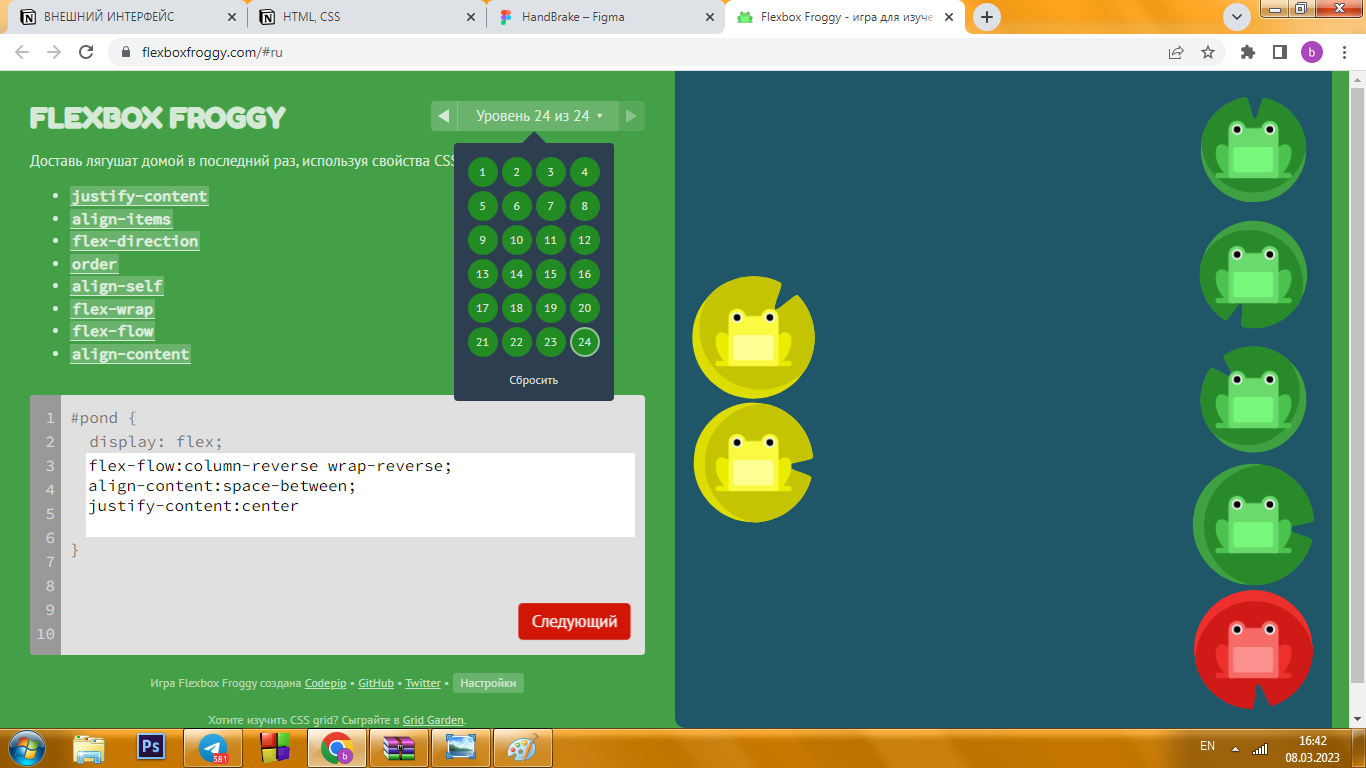 ВНЕШНИЙ ИНТЕРФЕЙС
HTML, CSS
HandBrake – Figma
Flexbox Froggy - игра для изуче
flexboxfroggy.com/#ru
b
FLEXBOX FROGGY
Уровень 24 из 24
Доставь лягушат домой в последний раз, используя свойства CSS
justify-content
align-items
flex-direction
order
align-self
flex-wrap
flex-flow
align-content
1 2 3 4
5 6 7 8
9 10 11 12
13 14 15 16
17 18 19 20
21 22 23 24
Сбросить
1 #pond {
2 display: flex;
3 flex-flow:column-reverse wrap-reverse;
4 align-content:space-between;
5 justify-content:center
6
7 }
8
9
10
Следующий
Игра Flexbox Froggy создана Codepip • GitHub • Twitter • Настройки
Хотите изучить CSS grid? Сыграйте в Grid Garden.
Ps
581
b
EN
16:42
08.03.2023